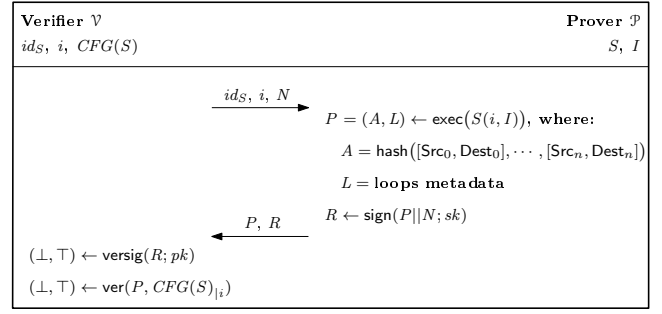 Verifier 𝒱 Prover 𝒫
id_S, i, CFG(S) S, I
id_S, i, N
P = (A, L) ← exec(S(i, I)), where:
A = hash([Src_0, Dest_0], ⋯ , [Src_n, Dest_n])
L = loops metadata
R ← sign(P||N; sk)
P, R
(⊥, ⊤) ← versig(R; pk)
(⊥, ⊤) ← ver(P, CFG(S)_{|i})